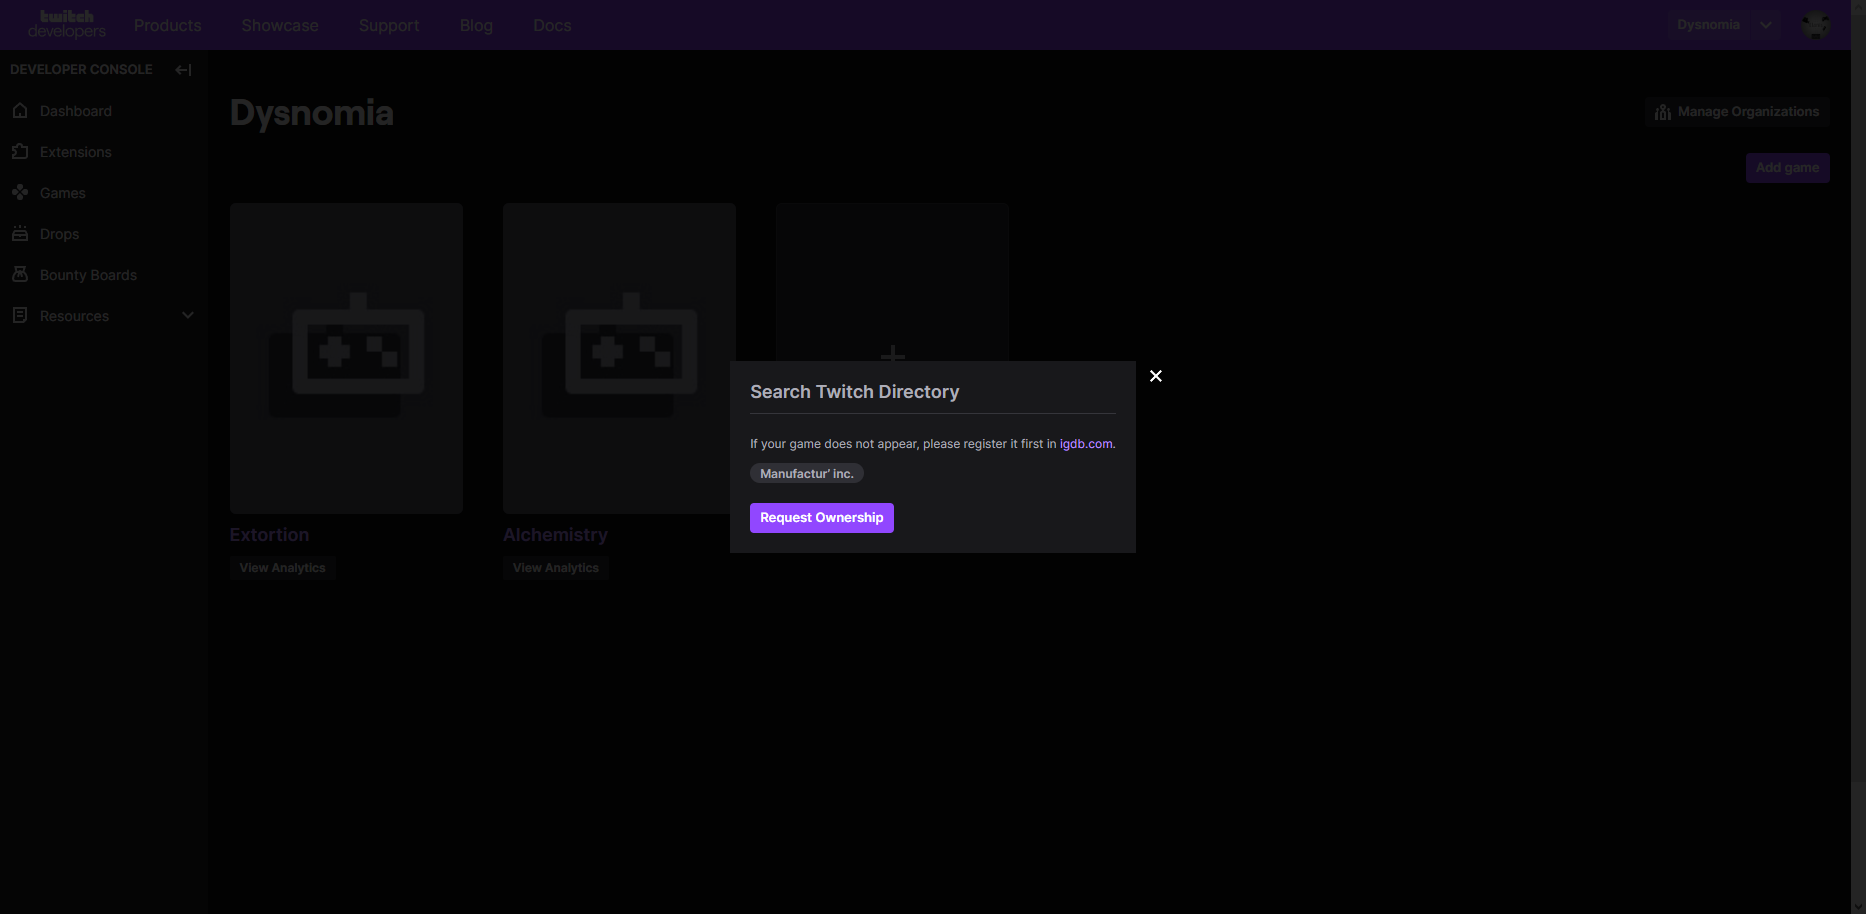 twitch
developers
Products
Showcase
Support
Blog
Docs
Dysnomia
DEVELOPER CONSOLE
Dashboard
Extensions
Games
Drops
Bounty Boards
Resources
Dysnomia
Manage Organizations
Add game
Extortion
View Analytics
Alchemistry
View Analytics
Search Twitch Directory
If your game does not appear, please register it first in igdb.com.
Manufactur' inc.
Request Ownership